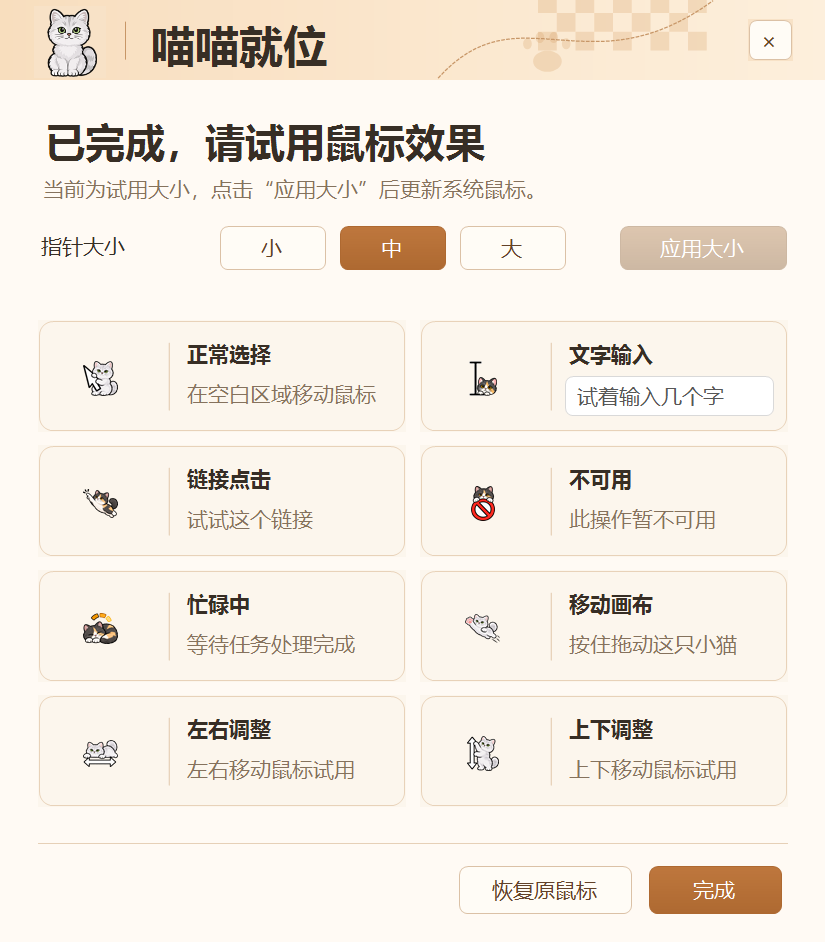 喵喵就位
×
已完成，请试用鼠标效果
当前为试用大小，点击“应用大小”后更新系统鼠标。
指针大小 小 中 大 应用大小
正常选择
在空白区域移动鼠标
文字输入
试着输入几个字
链接点击
试试这个链接
不可用
此操作暂不可用
忙碌中
等待任务处理完成
移动画布
按住拖动这只小猫
左右调整
左右移动鼠标试用
上下调整
上下移动鼠标试用
恢复原鼠标 完成